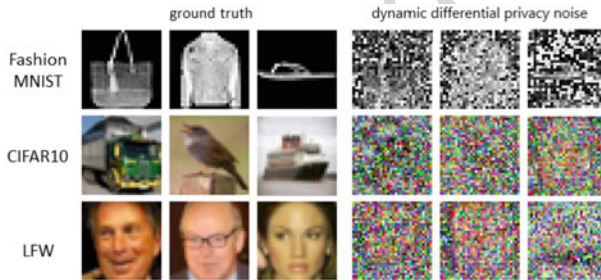 ground truth
dynamic differential privacy noise
Fashion
MNIST
CIFAR10
LFW